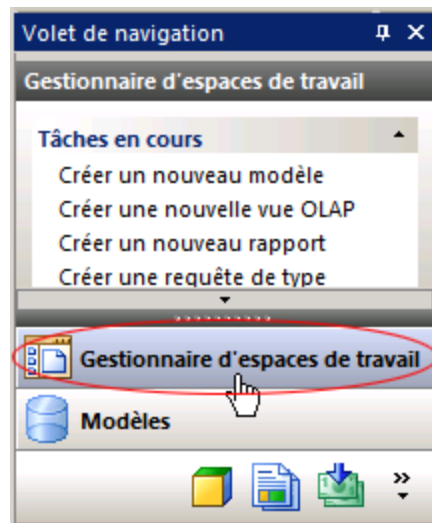 Volet de navigation
Gestionnaire d'espaces de travail
Tâches en cours
Créer un nouveau modèle
Créer une nouvelle vue OLAP
Créer un nouveau rapport
Créer une requête de type
Gestionnaire d'espaces de travail
Modèles